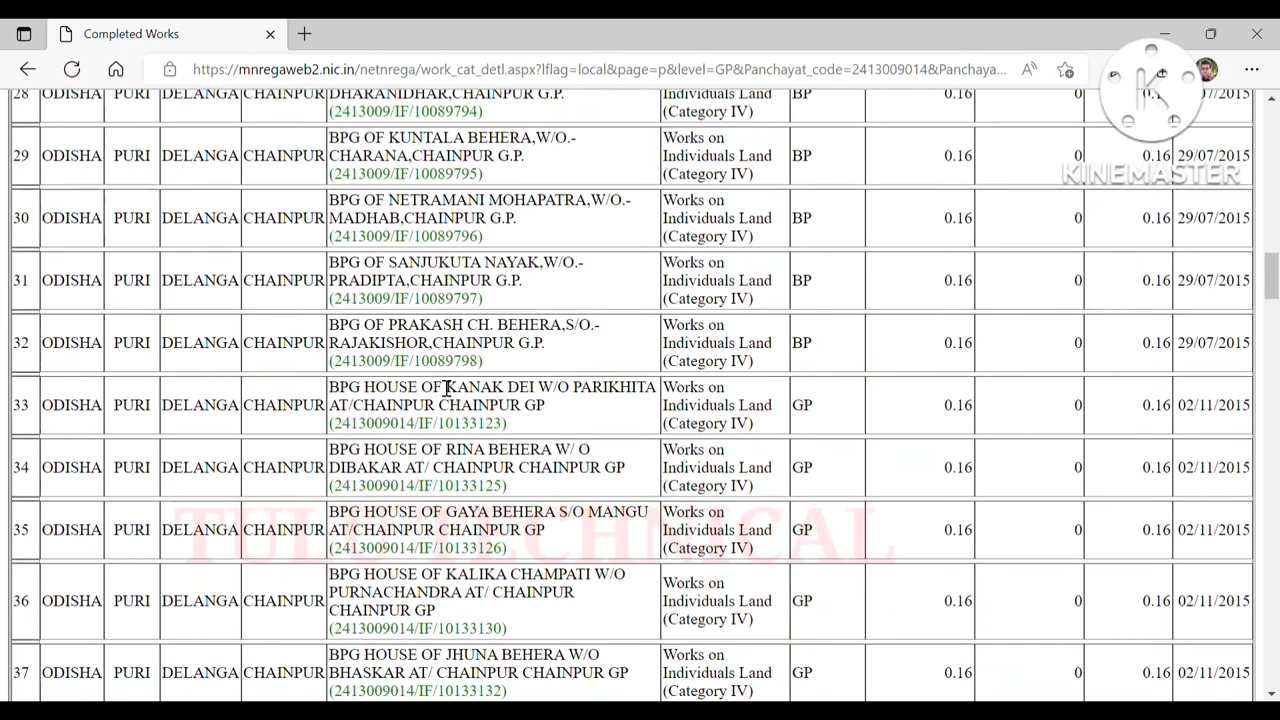 Completed Works
https://mnregaweb2.nic.in/netnrega/work_cat_detl.aspx?lflag=local&page=p&level=GP&Panchayat_code=2413009014&Panchaya...
K
KINEMASTER
28 ODISHA PURI DELANGA CHAINPUR DHARANIDHAR,CHAINPUR G.P. Individuals Land BP 0.16 0 0.16
(2413009/IF/10089794) (Category IV)
BPG OF KUNTALA BEHERA,W/O.- Works on
29 ODISHA PURI DELANGA CHAINPUR CHARANA,CHAINPUR G.P. Individuals Land BP 0.16 0 0.16 29/07/2015
(2413009/IF/10089795) (Category IV)
BPG OF NETRAMANI MOHAPATRA,W/O.- Works on
30 ODISHA PURI DELANGA CHAINPUR MADHAB,CHAINPUR G.P. Individuals Land BP 0.16 0 0.16 29/07/2015
(2413009/IF/10089796) (Category IV)
BPG OF SANJUKUTA NAYAK,W/O.- Works on
31 ODISHA PURI DELANGA CHAINPUR PRADIPTA,CHAINPUR G.P. Individuals Land BP 0.16 0 0.16 29/07/2015
(2413009/IF/10089797) (Category IV)
BPG OF PRAKASH CH. BEHERA,S/O.- Works on
32 ODISHA PURI DELANGA CHAINPUR RAJAKISHOR,CHAINPUR G.P. Individuals Land BP 0.16 0 0.16 29/07/2015
(2413009/IF/10089798) (Category IV)
BPG HOUSE OF KANAK DEI W/O PARIKHITA Works on
33 ODISHA PURI DELANGA CHAINPUR AT/CHAINPUR CHAINPUR GP Individuals Land GP 0.16 0 0.16 02/11/2015
(2413009014/IF/10133123) (Category IV)
BPG HOUSE OF RINA BEHERA W/ O Works on
34 ODISHA PURI DELANGA CHAINPUR DIBAKAR AT/ CHAINPUR CHAINPUR GP Individuals Land GP 0.16 0 0.16 02/11/2015
(2413009014/IF/10133125) (Category IV)
BPG HOUSE OF GAYA BEHERA S/O MANGU Works on
35 ODISHA PURI DELANGA CHAINPUR AT/CHAINPUR CHAINPUR GP Individuals Land GP 0.16 0 0.16 02/11/2015
(2413009014/IF/10133126) (Category IV)
TULU TECHNICAL
BPG HOUSE OF KALIKA CHAMPATI W/O Works on
36 ODISHA PURI DELANGA CHAINPUR PURNACHANDRA AT/ CHAINPUR Individuals Land GP 0.16 0 0.16 02/11/2015
CHAINPUR GP (Category IV)
(2413009014/IF/10133130)
BPG HOUSE OF JHUNA BEHERA W/O Works on
37 ODISHA PURI DELANGA CHAINPUR BHASKAR AT/ CHAINPUR CHAINPUR GP Individuals Land GP 0.16 0 0.16 02/11/2015
(2413009014/IF/10133132) (Category IV)